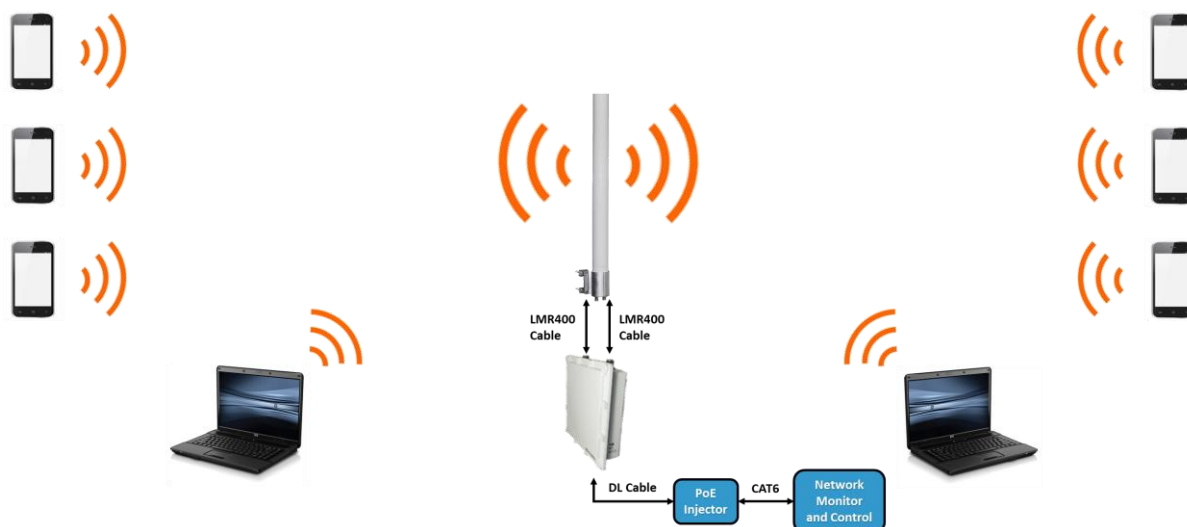 LMR400
Cable
LMR400
Cable
DL Cable
PoE
Injector
CAT6
Network
Monitor
and Control